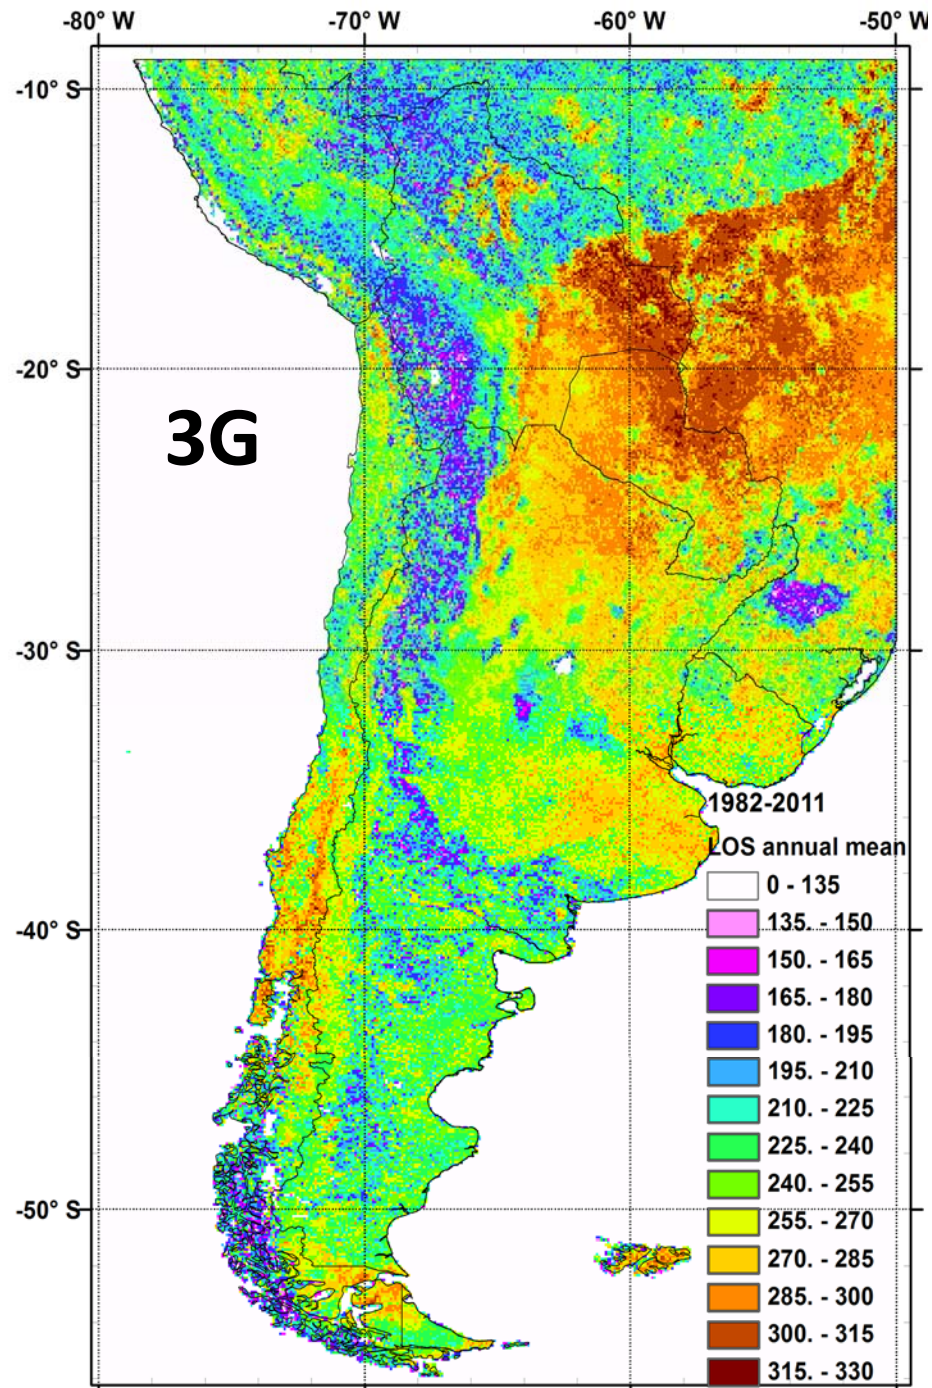 -80° W
-70° W
-60° W
-50° W
-10° S
-20° S
3G
-30° S
1982-2011
LOS annual mean
0 - 135
-40° S
135. - 150
150. - 165
165. - 180
180. - 195
195. - 210
210. - 225
225. - 240
240. - 255
-50° S
255. - 270
270. - 285
285. - 300
300. - 315
315. - 330